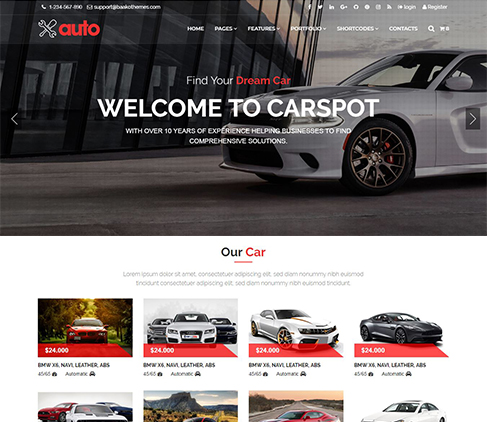 1-234-567-890 support@baakothemes.com login Register
auto HOME PAGES FEATURES PORTFOLIO SHORTCODES CONTACTS 0
Find Your Dream Car
WELCOME TO CARSPOT
WITH OVER 10 YEARS OF EXPERIENCE HELPING BUSINESSES TO FIND
COMPREHENSIVE SOLUTIONS.
Our Car
Lorem ipsum dolor sit amet, consectetuer adipiscing elit, sed diam nonummy nibh euismod
tincidunt consectetuer adipiscing elit, sed diam nonummy nibh euismod.
$24.000 $24.000 $24.000 $24.000
BMW X6, NAVI, LEATHER, ABS BMW X6, NAVI, LEATHER, ABS BMW X6, NAVI, LEATHER, ABS BMW X6, NAVI, LEATHER, ABS
45/65 Automatic 45/65 Automatic 45/65 Automatic 45/65 Automatic